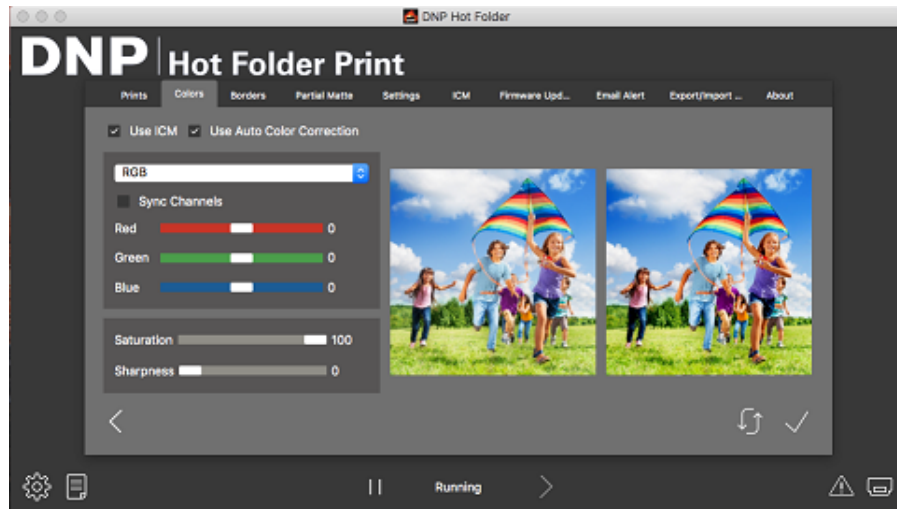 DNP Hot Folder
DNP Hot Folder Print
Prints Colors Borders Partial Matte Settings ICM Firmware Upd... Email Alert Export/Import ... About
Use ICM Use Auto Color Correction
RGB
Sync Channels
Red 0
Green 0
Blue 0
Saturation 100
Sharpness 0
Running